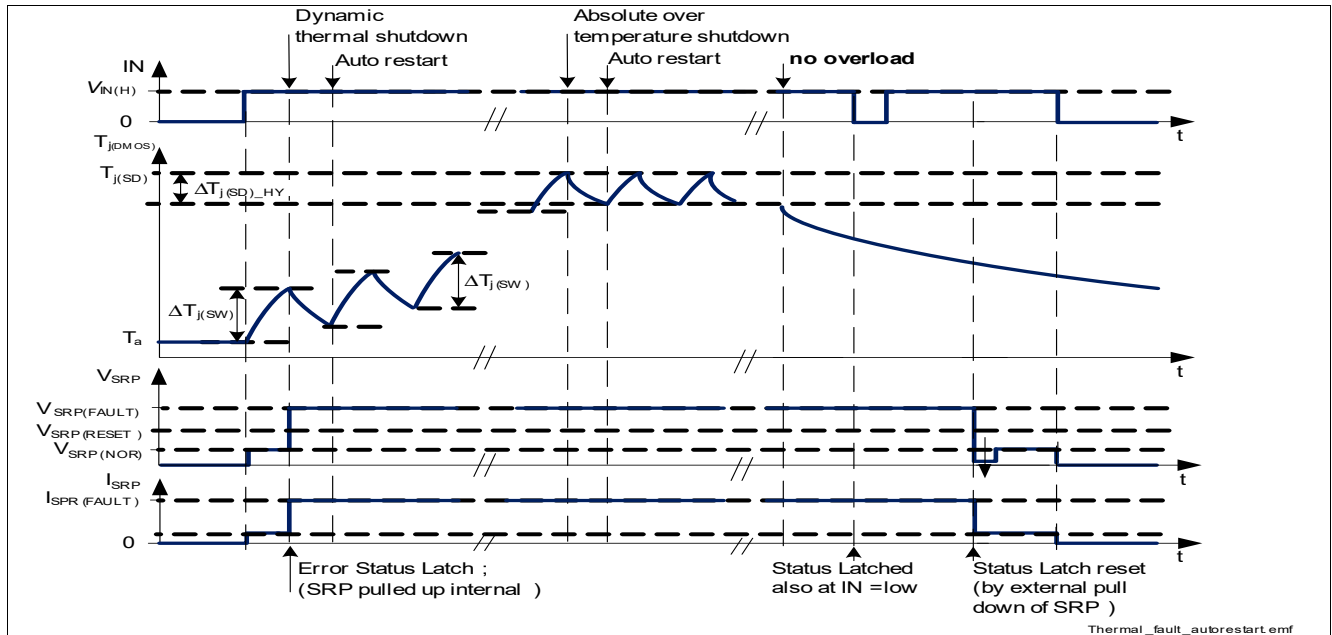 Dynamic
thermal shutdown
Absolute over
temperature shutdown
Auto restart
Auto restart
no overload
IN
VIN(H)
0
t
Tj(DMOS)
Tj(SD)
ΔTj(SD)_HY
ΔTj(SW)
ΔTj(SW)
Ta
t
VSRP
VSRP(FAULT)
VSRP(RESET )
VSRP(NOR)
t
ISRP
ISPR(FAULT)
0
t
Error Status Latch ;
(SRP pulled up internal )
Status Latched
also at IN =low
Status Latch reset
(by external pull
down of SRP )
Thermal_fault_autorestart.emf